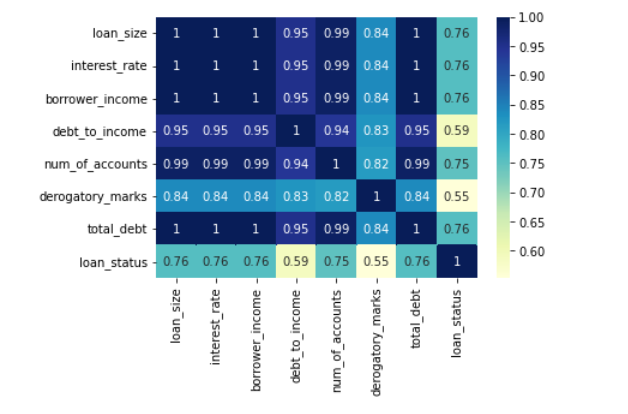 loan_size 1 1 1 0.95 0.99 0.84 1 0.76
interest_rate 1 1 1 0.95 0.99 0.84 1 0.76
borrower_income 1 1 1 0.95 0.99 0.84 1 0.76
debt_to_income 0.95 0.95 0.95 1 0.94 0.83 0.95 0.59
num_of_accounts 0.99 0.99 0.99 0.94 1 0.82 0.99 0.75
derogatory_marks 0.84 0.84 0.84 0.83 0.82 1 0.84 0.55
total_debt 1 1 1 0.95 0.99 0.84 1 0.76
loan_status 0.76 0.76 0.76 0.59 0.75 0.55 0.76 1
loan_size
interest_rate
borrower_income
debt_to_income
num_of_accounts
derogatory_marks
total_debt
loan_status
1.00
0.95
0.90
0.85
0.80
0.75
0.70
0.65
0.60